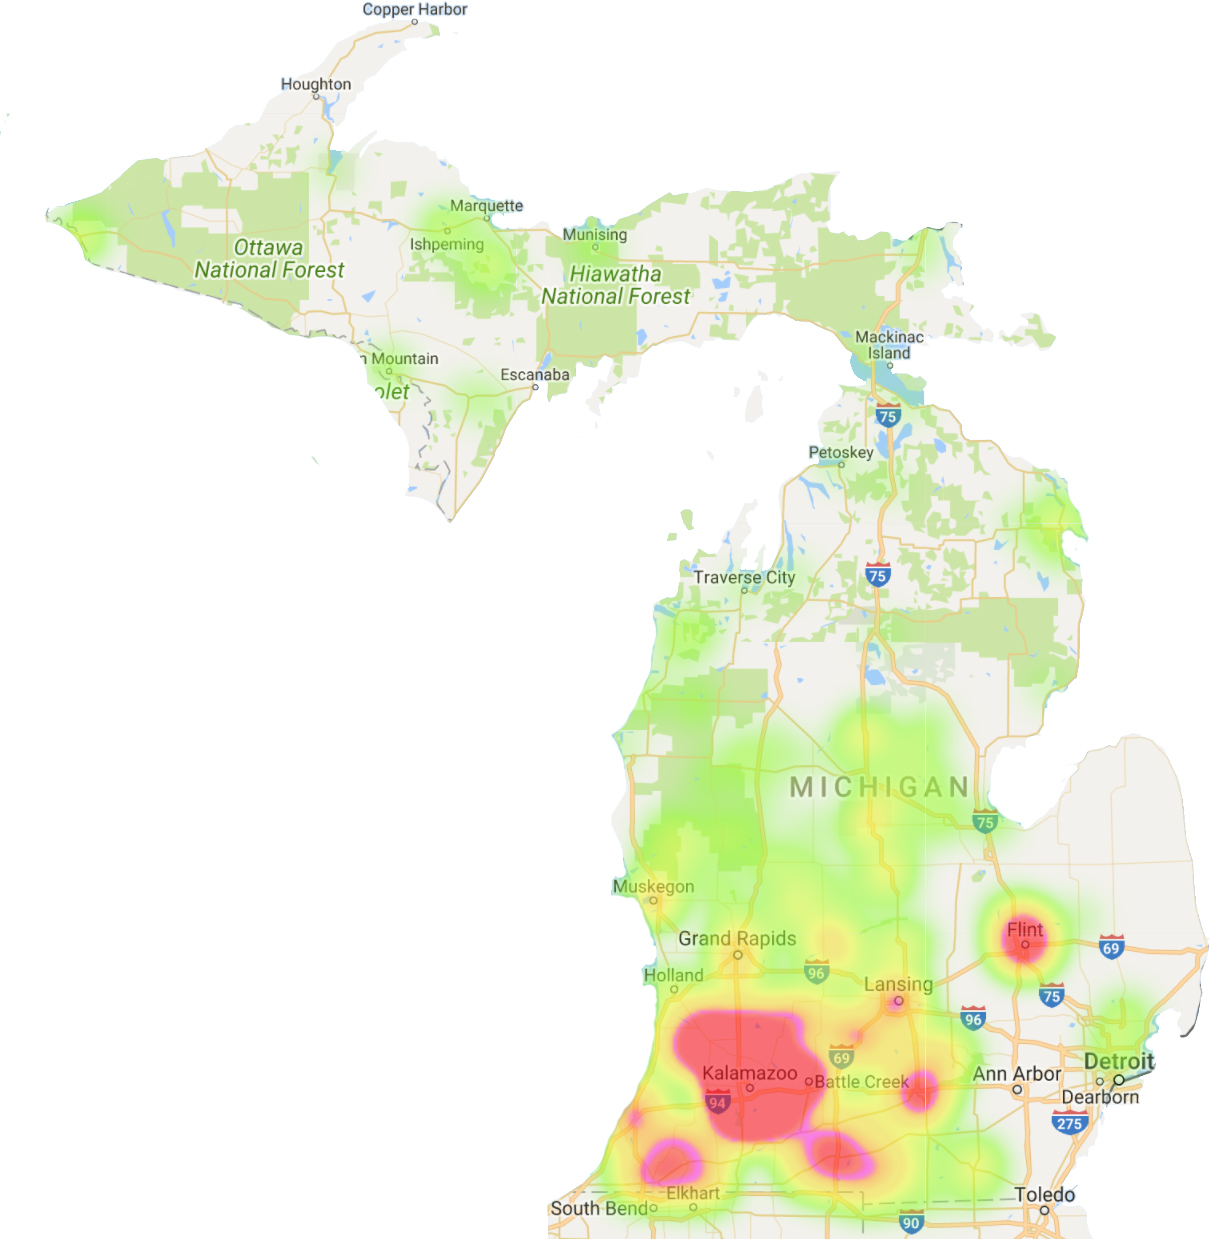 Copper Harbor
Houghton
Marquette
Ishpeming
Munising
Ottawa
National Forest
Hiawatha
National Forest
Mackinac
Island
n Mountain
olet
Escanaba
75
Petoskey
Traverse City
75
MICHIGAN
75
Muskegon
Flint
Grand Rapids
69
96
Holland
Lansing
75
96
69
Detroit
Kalamazoo
Battle Creek
Ann Arbor
94
Dearborn
275
Elkhart
Toledo
South Bend
90